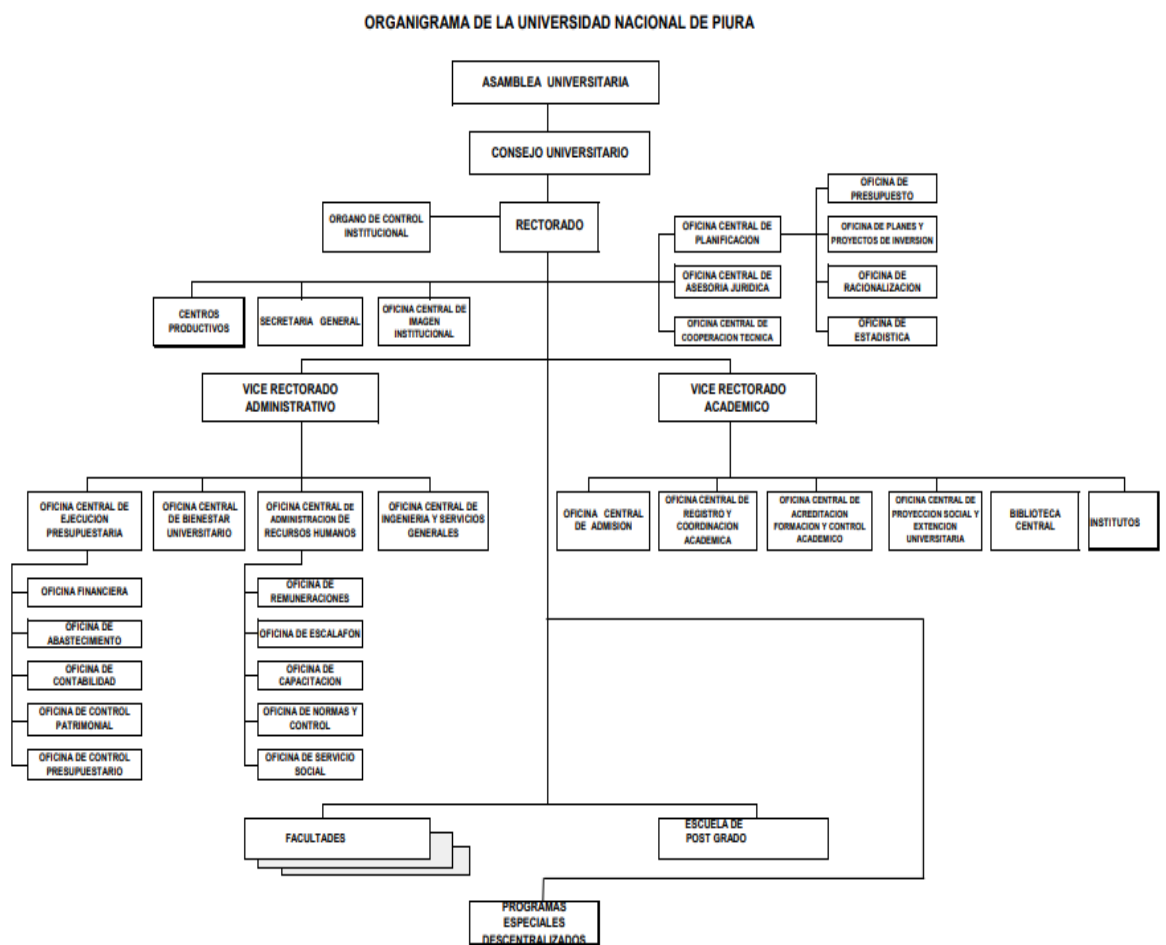 ORGANIGRAMA DE LA UNIVERSIDAD NACIONAL DE PIURA
ASAMBLEA UNIVERSITARIA
CONSEJO UNIVERSITARIO
ORGANO DE CONTROL
INSTITUCIONAL
RECTORADO
OFICINA CENTRAL DE
PLANIFICACION
OFICINA DE
PRESUPUESTO
OFICINA DE PLANES Y
PROYECTOS DE INVERSION
OFICINA CENTRAL DE
ASESORIA JURIDICA
OFICINA DE
RACIONALIZACION
CENTROS
PRODUCTIVOS
SECRETARIA GENERAL
OFICINA CENTRAL DE
IMAGEN
INSTITUCIONAL
OFICINA CENTRAL DE
COOPERACION TECNICA
OFICINA DE
ESTADISTICA
VICE RECTORADO
ADMINISTRATIVO
VICE RECTORADO
ACADEMICO
OFICINA CENTRAL DE
EJECUCION
PRESUPUESTARIA
OFICINA CENTRAL
DE BIENESTAR
UNIVERSITARIO
OFICINA CENTRAL DE
ADMINISTRACION DE
RECURSOS HUMANOS
OFICINA CENTRAL DE
INGENIERIA Y SERVICIOS
GENERALES
OFICINA CENTRAL
DE ADMISION
OFICINA CENTRAL DE
REGISTRO Y
COORDINACION
ACADEMICA
OFICINA CENTRAL DE
ACREDITACION
FORMACION Y CONTROL
ACADEMICO
OFICINA CENTRAL DE
PROYECCION SOCIAL Y
EXTENCION
UNIVERSITARIA
BIBLIOTECA
CENTRAL
INSTITUTOS
OFICINA FINANCIERA
OFICINA DE
ABASTECIMIENTO
OFICINA DE
CONTABILIDAD
OFICINA DE CONTROL
PATRIMONIAL
OFICINA DE CONTROL
PRESUPUESTARIO
OFICINA DE
REMUNERACIONES
OFICINA DE ESCALAFON
OFICINA DE
CAPACITACION
OFICINA DE NORMAS Y
CONTROL
OFICINA DE SERVICIO
SOCIAL
FACULTADES
ESCUELA DE
POST GRADO
PROGRAMAS
ESPECIALES
DESCENTRALIZADOS